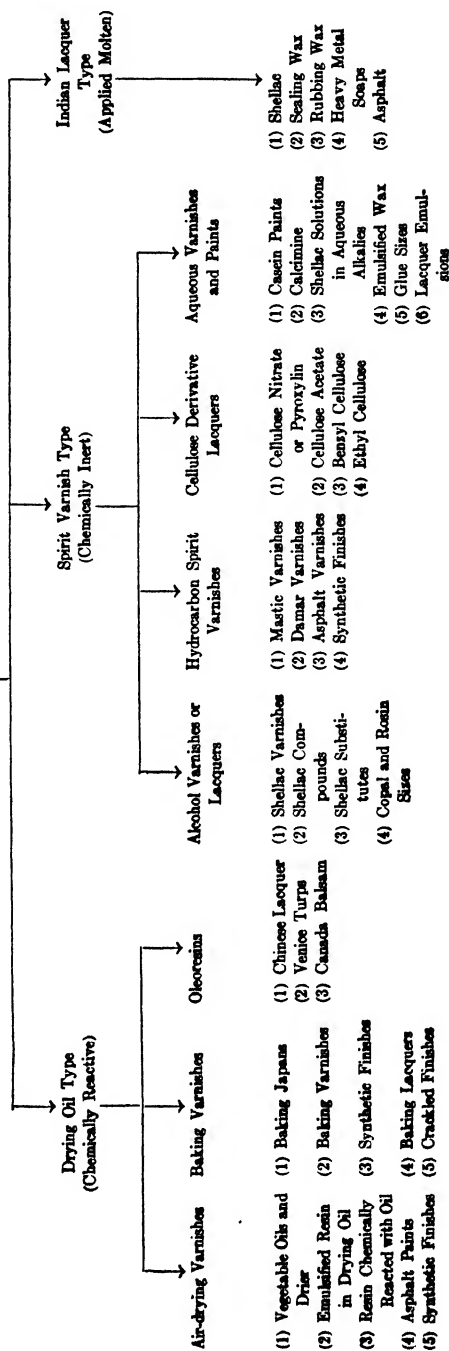 Drying Oil Type
(Chemically Reactive)
Spirit Varnish Type
(Chemically Inert)
Indian Lacquer
Type
(Applied Molten)
Air-drying Varnishes
(1) Vegetable Oils and
Drier
(2) Emulsified Resin
in Drying Oil
(3) Resin Chemically
Reacted with Oil
(4) Asphalt Paints
(5) Synthetic Finishes
Baking Varnishes
(1) Baking Japans
(2) Baking Varnishes
(3) Synthetic Finishes
(4) Baking Lacquers
(5) Crackled Finishes
Oleoresins
(1) Chinese Lacquer
(2) Venice Turps
(3) Canada Balsam
Alcohol Varnishes or
Lacquers
(1) Shellac Varnishes
(2) Shellac Com-
pounds
(3) Shellac Substi-
tutes
(4) Copal and Rosin
Sizes
Hydrocarbon Spirit
Varnishes
(1) Mastic Varnishes
(2) Damar Varnishes
(3) Asphalt Varnishes
(4) Synthetic Finishes
Cellulose Derivative
Lacquers
(1) Cellulose Nitrate
or Pyroxylin
(2) Cellulose Acetate
(3) Benzyl Cellulose
(4) Ethyl Cellulose
Aqueous Varnishes
and Paints
(1) Casein Paints
(2) Calcimine
(3) Shellac Solutions
in Aqueous
Alkalies
(4) Emulsified Wax
(5) Glue Sizes
(6) Lacquer Emul-
sions
(1) Shellac
(2) Sealing Wax
(3) Rubbing Wax
(4) Heavy Metal
Soaps
(5) Asphalt